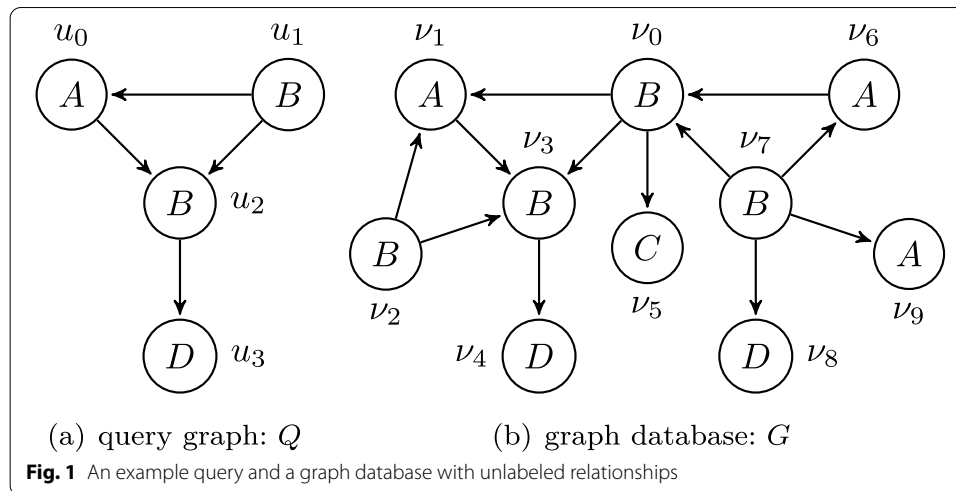 u₀ u₁ ν₁ ν₀ ν₆
A B A B A
ν₃ ν₇
B u₂ B B
B C A
ν₂ ν₅ ν₉
D u₃ ν₄ D D ν₈
(a) query graph: Q (b) graph database: G
Fig. 1 An example query and a graph database with unlabeled relationships